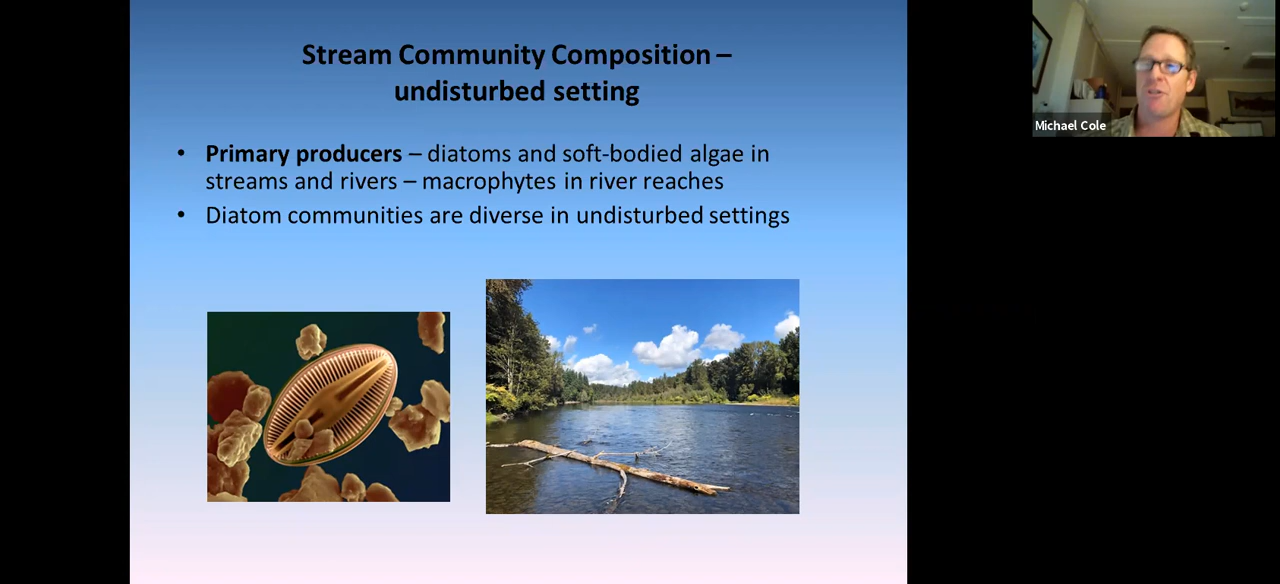 Stream Community Composition –
undisturbed setting
• Primary producers – diatoms and soft-bodied algae in
streams and rivers – macrophytes in river reaches
• Diatom communities are diverse in undisturbed settings
Michael Cole